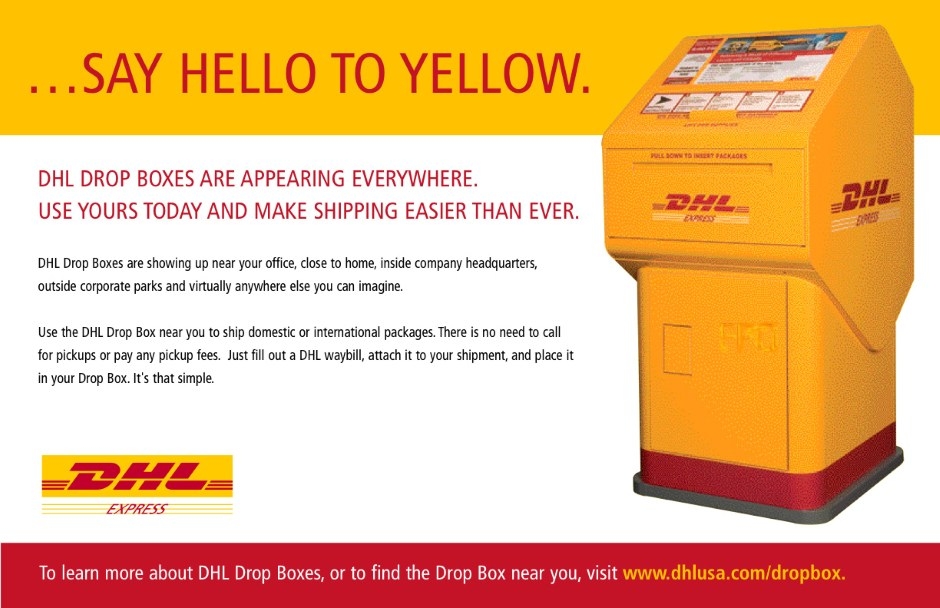 ...SAY HELLO TO YELLOW.
DHL DROP BOXES ARE APPEARING EVERYWHERE.
USE YOURS TODAY AND MAKE SHIPPING EASIER THAN EVER.
DHL Drop Boxes are showing up near your office, close to home, inside company headquarters,
outside corporate parks and virtually anywhere else you can imagine.
Use the DHL Drop Box near you to ship domestic or international packages. There is no need to call
for pickups or pay any pickup fees. Just fill out a DHL waybill, attach it to your shipment, and place it
in your Drop Box. It's that simple.
DHL
EXPRESS
PULL DOWN TO INSERT PACKAGES
DHL
EXPRESS
DHL
EXPRESS
To learn more about DHL Drop Boxes, or to find the Drop Box near you, visit www.dhlusa.com/dropbox.